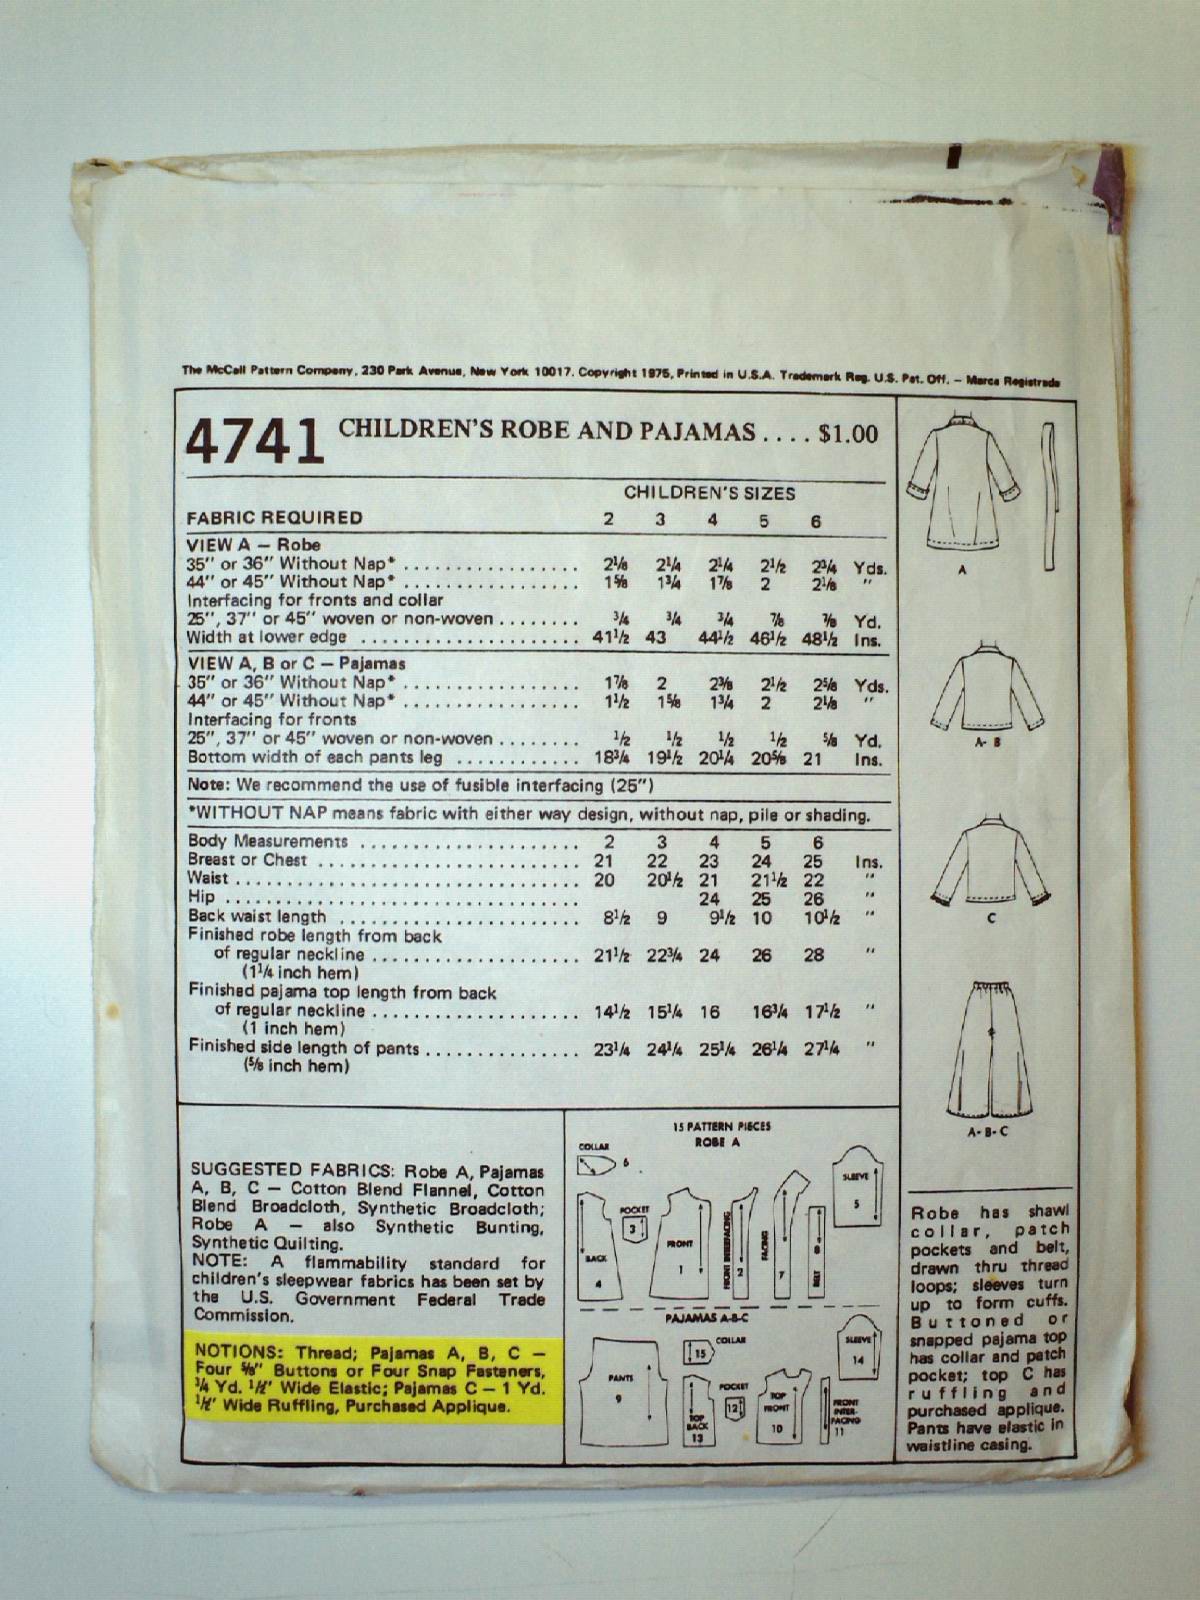 The McCall Pattern Company, 230 Park Avenue, New York 10017. Copyright 1975, Printed in U.S.A. Trademark Reg. U.S. Pat. Off. – Marca Registrada
4741 CHILDREN'S ROBE AND PAJAMAS .... $1.00
CHILDREN'S SIZES
FABRIC REQUIRED 2 3 4 5 6
VIEW A – Robe
35" or 36" Without Nap* .................. 2⅛ 2¼ 2¼ 2½ 2¾ Yds.
44" or 45" Without Nap* .................. 1⅝ 1¾ 1⅞ 2 2⅛ "
Interfacing for fronts and collar
25", 37" or 45" woven or non-woven ........ ¾ ¾ ¾ ⅞ ⅞ Yd.
Width at lower edge ...................... 41½ 43 44½ 46½ 48½ Ins.
VIEW A, B or C – Pajamas
35" or 36" Without Nap* .................. 1⅞ 2 2⅜ 2½ 2⅝ Yds.
44" or 45" Without Nap* .................. 1½ 1⅝ 1¾ 2 2⅛ "
Interfacing for fronts
25", 37" or 45" woven or non-woven ........ ½ ½ ½ ½ ⅝ Yd.
Bottom width of each pants leg ............ 18¾ 19½ 20¼ 20⅝ 21 Ins.
Note: We recommend the use of fusible interfacing (25")
*WITHOUT NAP means fabric with either way design, without nap, pile or shading.
Body Measurements ...................... 2 3 4 5 6
Breast or Chest .......................... 21 22 23 24 25 Ins.
Waist ................................ 20 20½ 21 21½ 22 "
Hip .................................. 24 25 26 "
Back waist length ........................ 8½ 9 9½ 10 10½ "
Finished robe length from back
of regular neckline .................... 21½ 22¾ 24 26 28 "
(1¼ inch hem)
Finished pajama top length from back
of regular neckline .................... 14½ 15¼ 16 16¾ 17½ "
(1 inch hem)
Finished side length of pants .............. 23¼ 24¼ 25¼ 26¼ 27¼ "
(⅝ inch hem)
SUGGESTED FABRICS: Robe A, Pajamas
A, B, C – Cotton Blend Flannel, Cotton
Blend Broadcloth, Synthetic Broadcloth;
Robe A – also Synthetic Bunting,
Synthetic Quilting.
NOTE: A flammability standard for
children's sleepwear fabrics has been set by
the U.S. Government Federal Trade
Commission.
NOTIONS: Thread; Pajamas A, B, C –
Four ⅝" Buttons or Four Snap Fasteners,
¾ Yd. ½" Wide Elastic; Pajamas C – 1 Yd.
½" Wide Ruffling, Purchased Applique.
15 PATTERN PIECES
ROBE A
COLLAR
6
BACK
4
POCKET
3
FRONT
1
FRONT INTERFACING
2
FACING
7
BELT
8
SLEEVE
5
PAJAMAS A-B-C
PANTS
9
15
COLLAR
TOP
BACK
13
POCKET
12
TOP
FRONT
10
FRONT
INTER-
FACING
11
SLEEVE
14
A
A-B
C
A-B-C
Robe has shawl
collar, patch
pockets and belt,
drawn thru thread
loops; sleeves turn
up to form cuffs.
Buttoned or
snapped pajama top
has collar and patch
pocket; top C has
ruffling and
purchased applique.
Pants have elastic in
waistline casing.